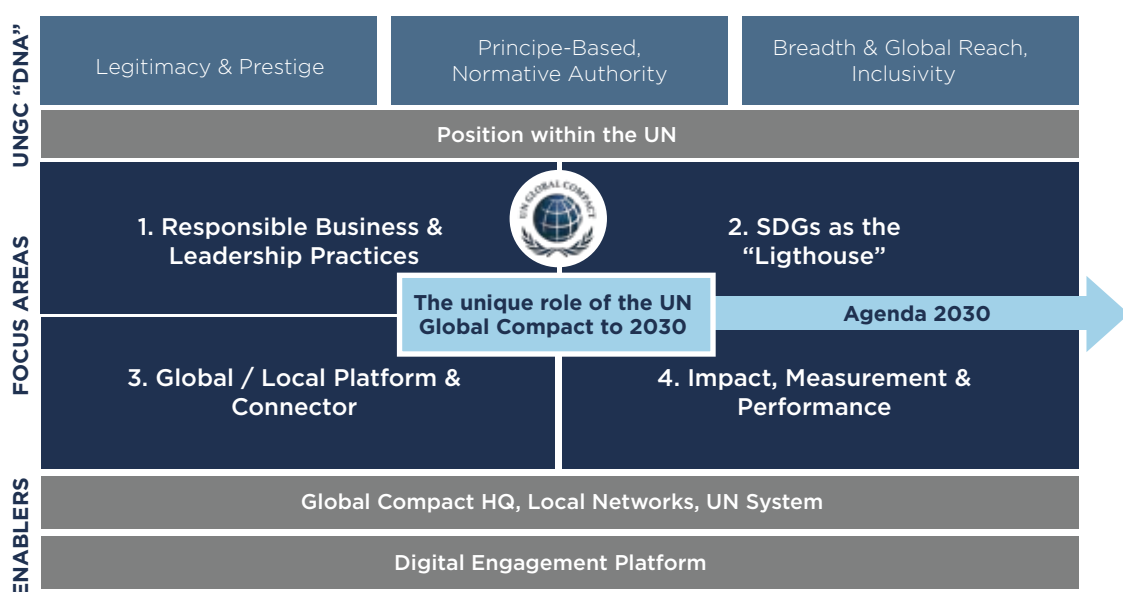 UNGC “DNA”
Legitimacy & Prestige
Principe-Based,
Normative Authority
Breadth & Global Reach,
Inclusivity
Position within the UN
FOCUS AREAS
1. Responsible Business &
Leadership Practices
UN GLOBAL COMPACT
2. SDGs as the
“Ligthouse”
The unique role of the UN
Global Compact to 2030
Agenda 2030
3. Global / Local Platform &
Connector
4. Impact, Measurement &
Performance
ENABLERS
Global Compact HQ, Local Networks, UN System
Digital Engagement Platform